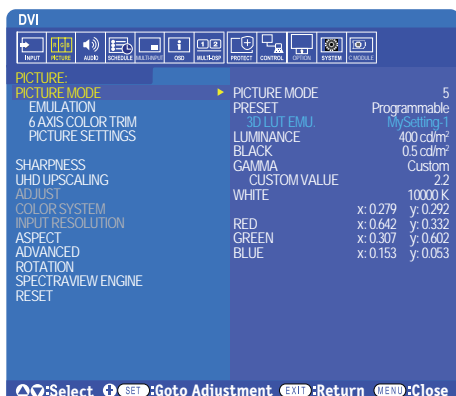 DVI
INPUT PICTURE AUDIO SCHEDULE MULTI-INPUT OSD MULTI-DSP PROTECT CONTROL OPTION SYSTEM C MODULE
PICTURE:
PICTURE MODE
EMULATION
6 AXIS COLOR TRIM
PICTURE SETTINGS
SHARPNESS
UHD UPSCALING
ADJUST
COLOR SYSTEM
INPUT RESOLUTION
ASPECT
ADVANCED
ROTATION
SPECTRAVIEW ENGINE
RESET
PICTURE MODE 5
PRESET Programmable
3D LUT EMU. MySetting-1
LUMINANCE 400 cd/m²
BLACK 0.5 cd/m²
GAMMA Custom
CUSTOM VALUE 2.2
WHITE 10000 K
x: 0.279 y: 0.292
RED x: 0.642 y: 0.332
GREEN x: 0.307 y: 0.602
BLUE x: 0.153 y: 0.053
:Select SET :Goto Adjustment EXIT :Return MENU :Close